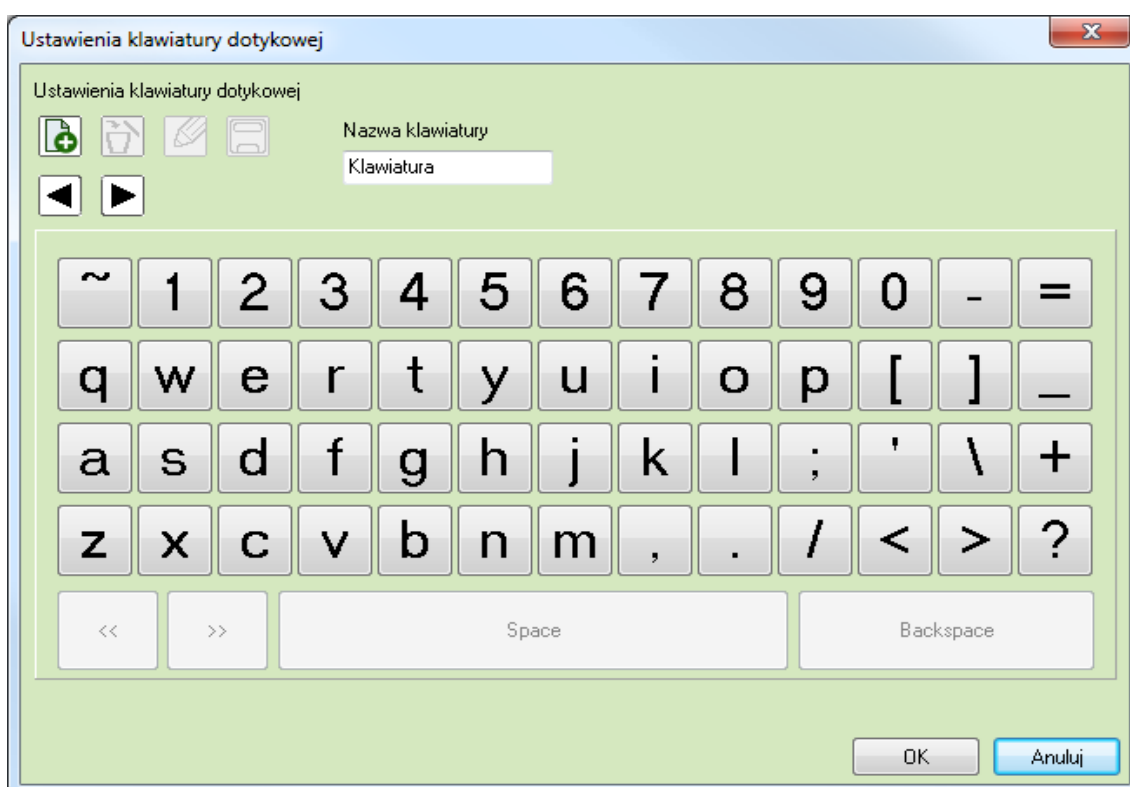 Ustawienia klawiatury dotykowej
Ustawienia klawiatury dotykowej
Nazwa klawiatury
Klawiatura
~ 1 2 3 4 5 6 7 8 9 0 - =
q w e r t y u i o p [ ] _
a s d f g h j k l ; ' \ +
z x c v b n m , . / < > ?
<< >> Space Backspace
OK Anuluj